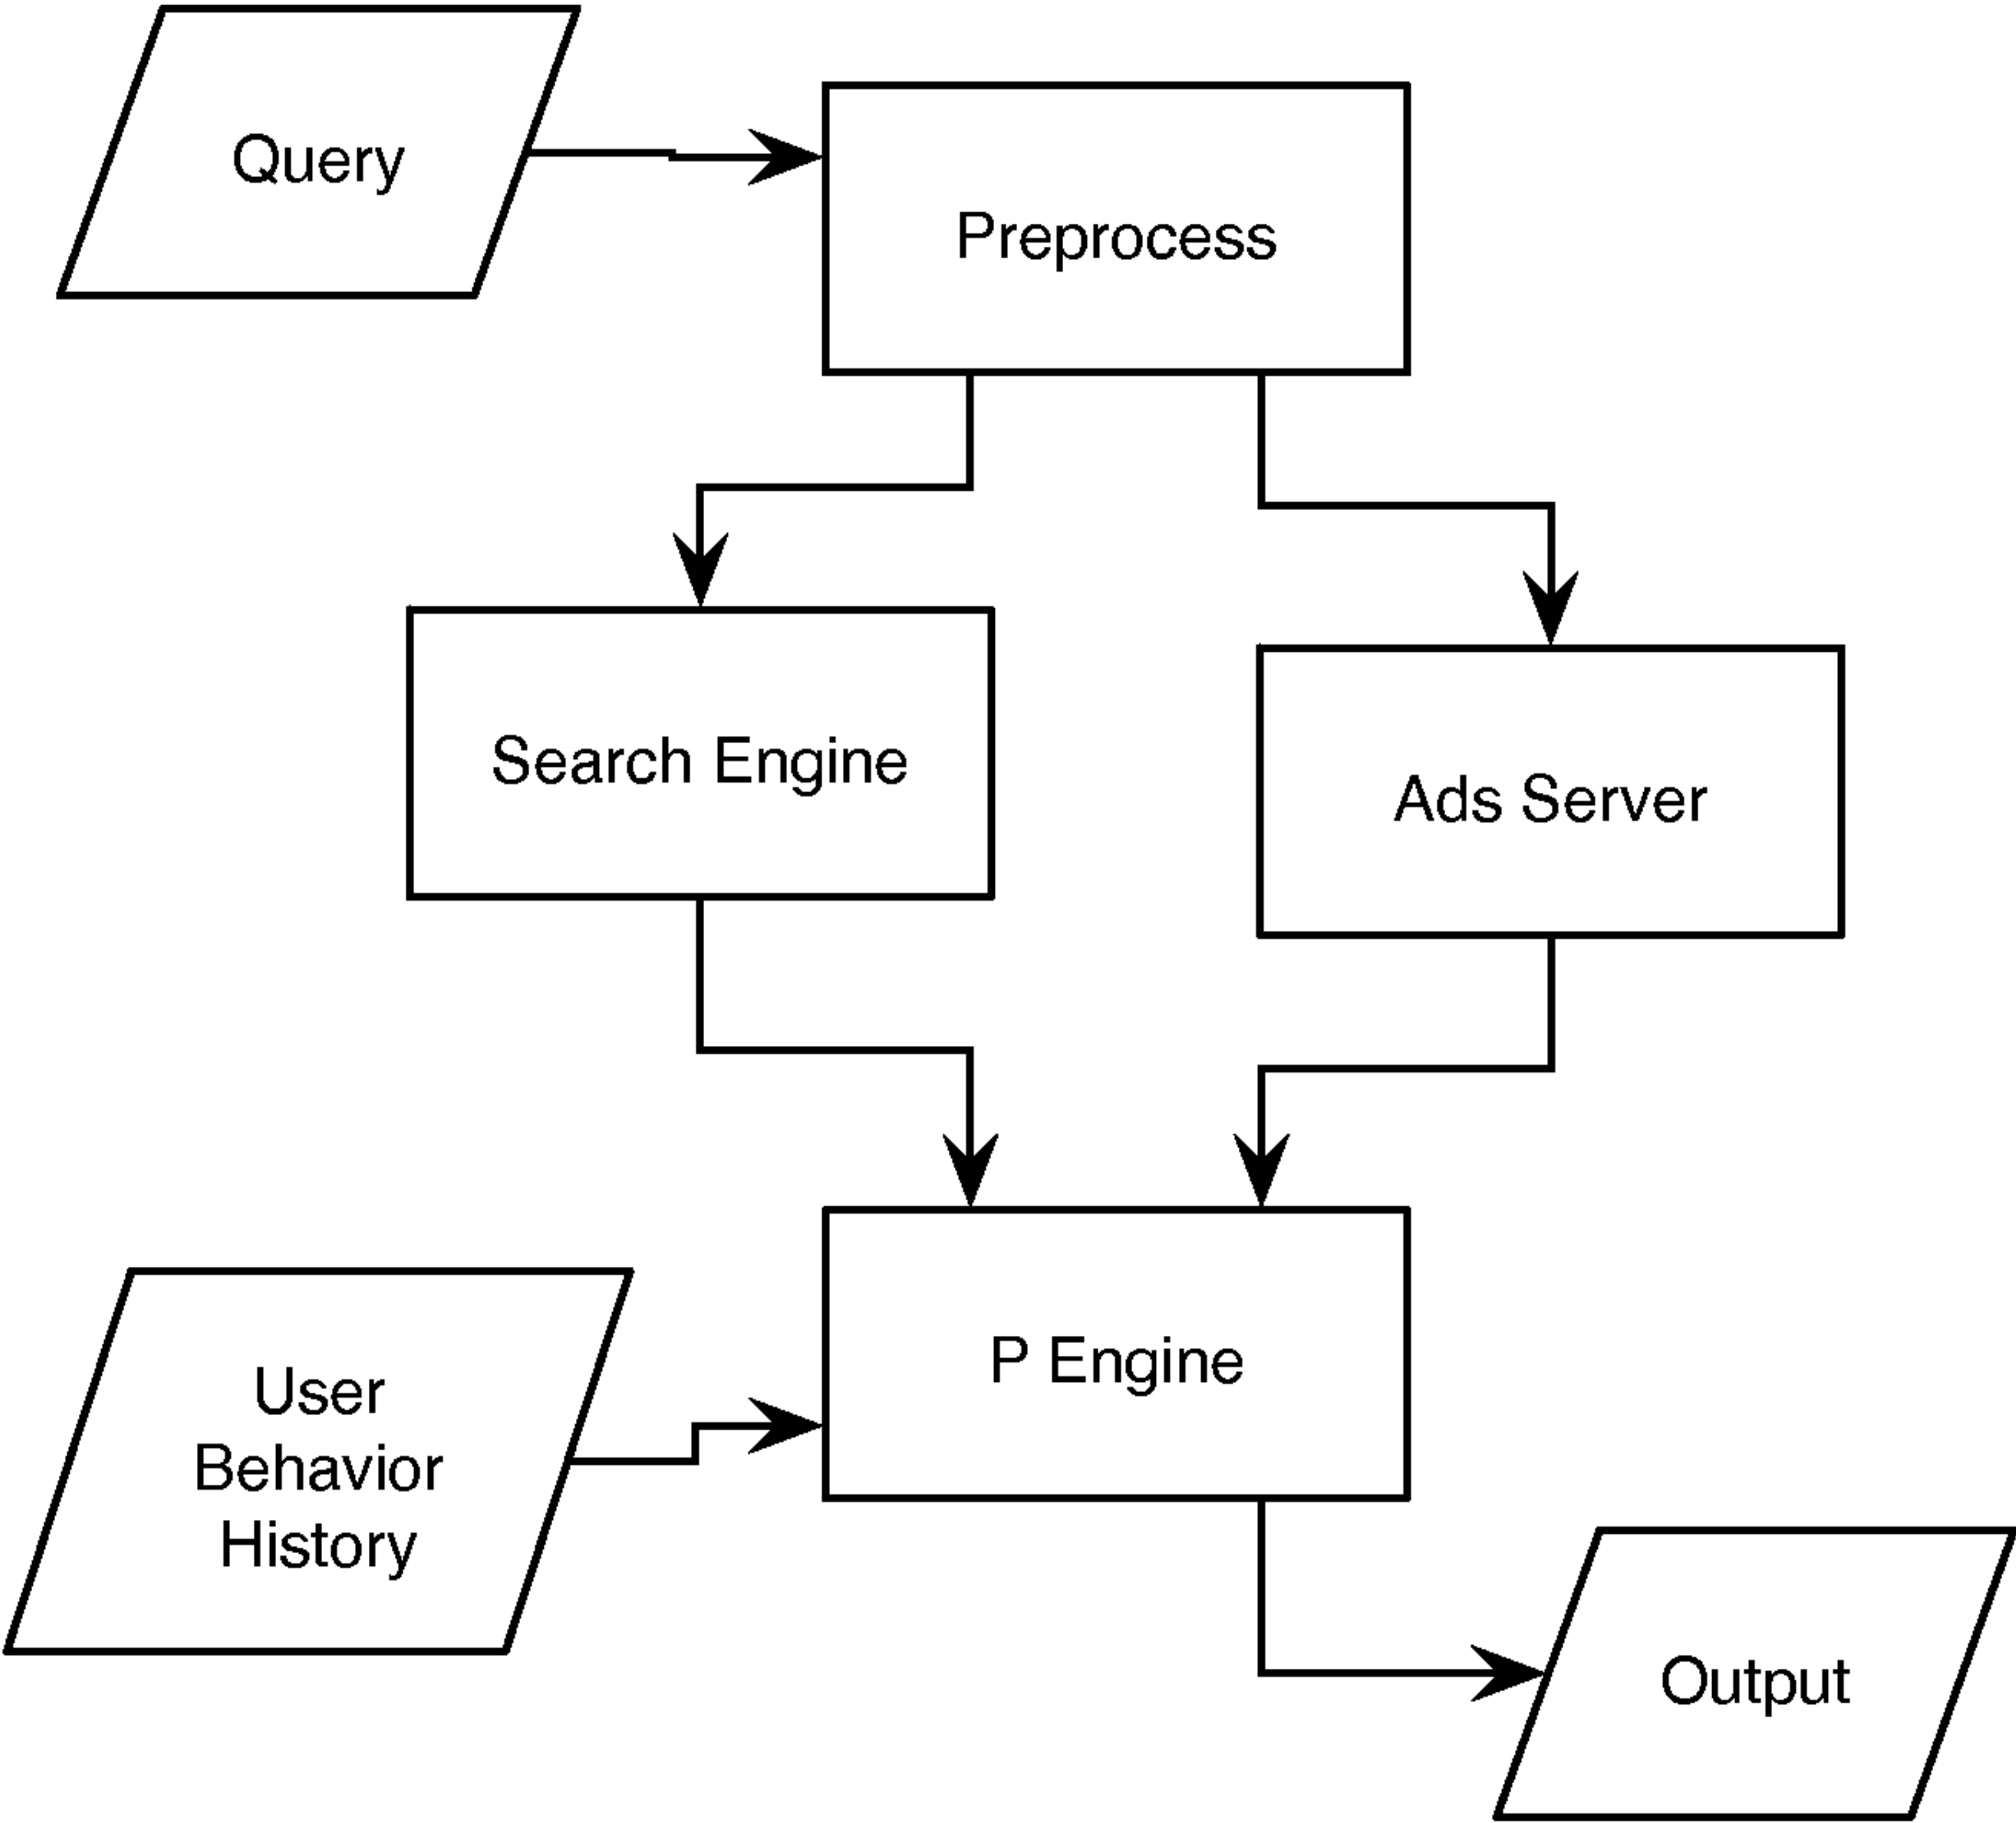 Query
Preprocess
Search Engine
Ads Server
P Engine
User
Behavior
History
Output